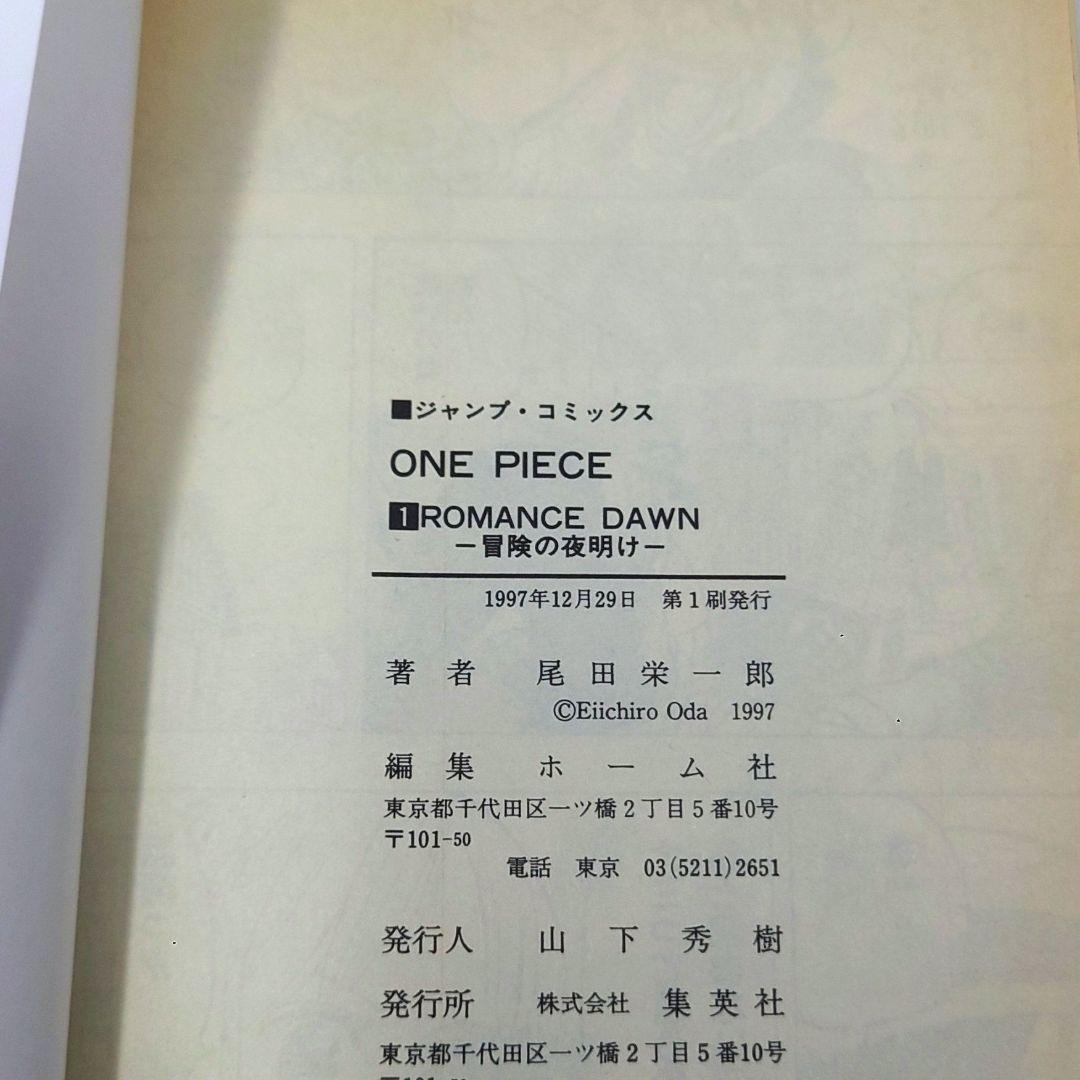 ■ジャンプ・コミックス
ONE PIECE
1 ROMANCE DAWN
－冒険の夜明け－
1997年12月29日　第1刷発行
著者　尾田栄一郎
©Eiichiro Oda 1997
編集　ホーム社
東京都千代田区一ツ橋2丁目5番10号
〒101-50
電話　東京　03(5211)2651
発行人　山下秀樹
発行所　株式会社　集英社
東京都千代田区一ツ橋2丁目5番10号